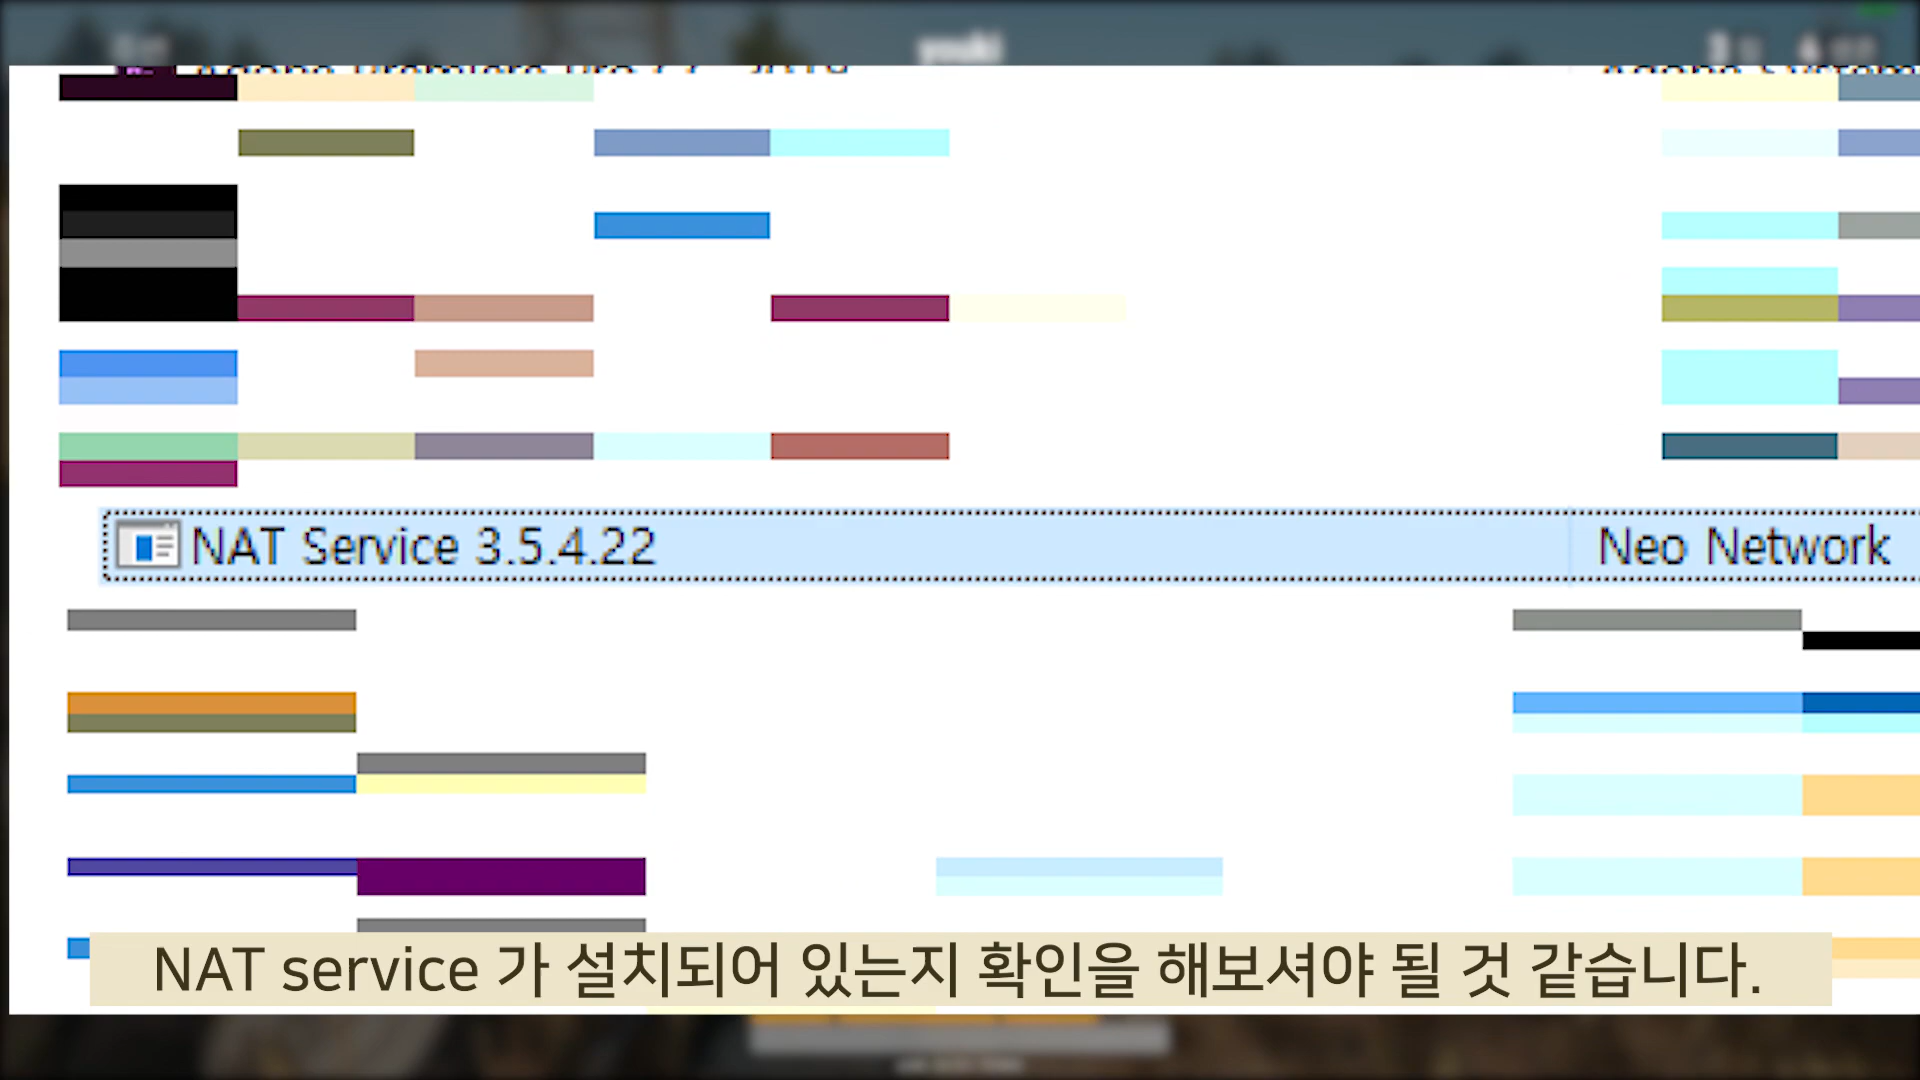 NAT Service 3.5.4.22 Neo Network
NAT service 가 설치되어 있는지 확인을 해보셔야 될 것 같습니다.